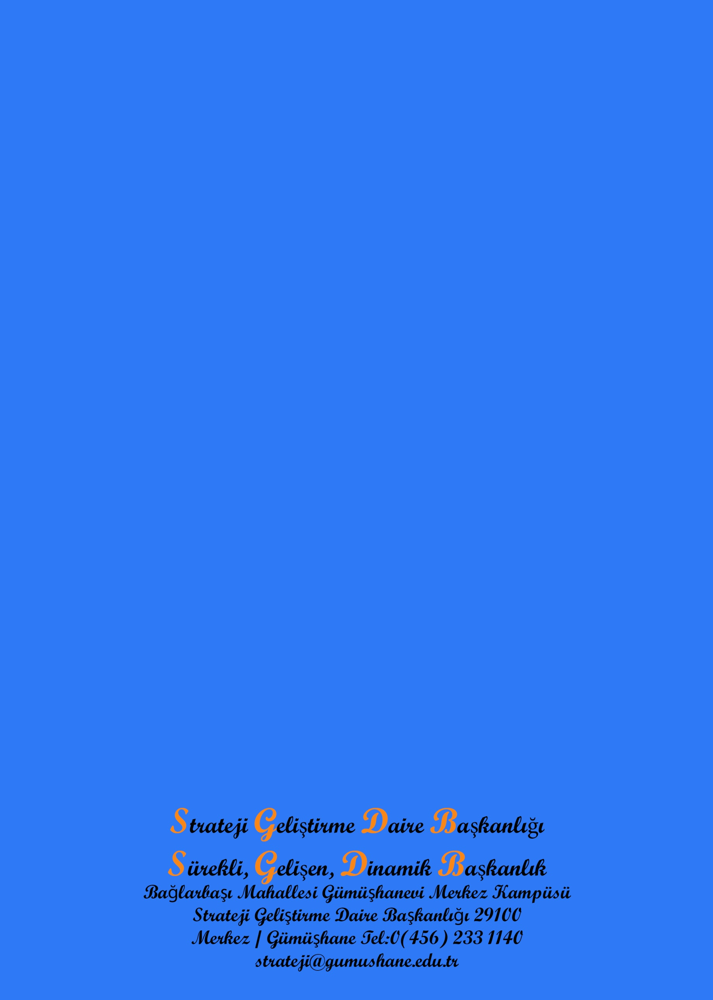 Strateji Geliştirme Daire Başkanlığı
Sürekli, Gelişen, Dinamik Başkanlık
Bağlarbaşı Mahallesi Gümüşhanevi Merkez Kampüsü
Strateji Geliştirme Daire Başkanlığı 29100
Merkez / Gümüşhane Tel:0(456) 233 1140
strateji@gumushane.edu.tr